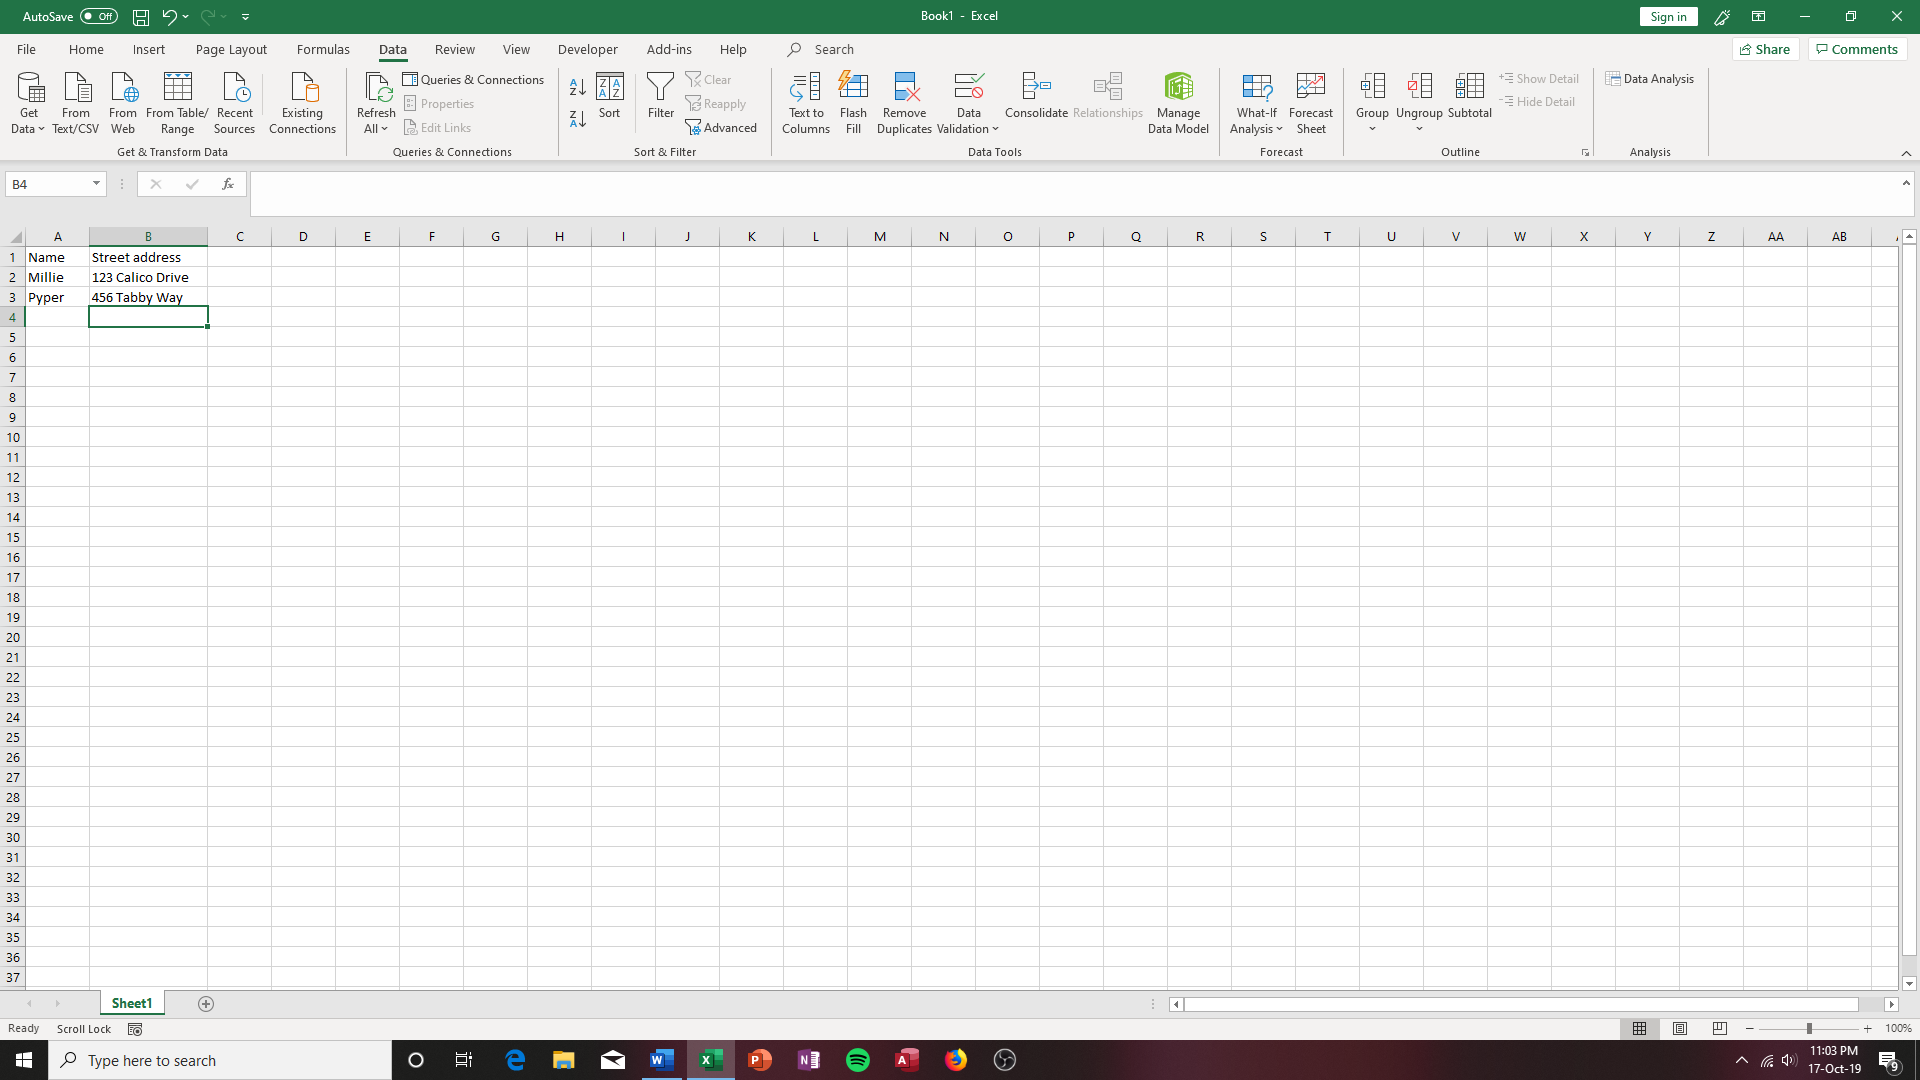 AutoSave Off Book1 - Excel Sign in
File Home Insert Page Layout Formulas Data Review View Developer Add-ins Help Search Share Comments
Get Data From Text/CSV From Web From Table/ Range Recent Sources Existing Connections
Get & Transform Data
Refresh All Queries & Connections
Properties
Edit Links
Queries & Connections
Sort Filter Clear
Reapply
Advanced
Sort & Filter
Text to Columns Flash Fill Remove Duplicates Data Validation Consolidate Relationships Manage Data Model
Data Tools
What-If Analysis Forecast Sheet
Forecast
Group Ungroup Subtotal Show Detail
Hide Detail
Outline
Data Analysis
Analysis
B4 fx
A B C D E F G H I J K L M N O P Q R S T U V W X Y Z AA AB
1 Name Street address
2 Millie 123 Calico Drive
3 Pyper 456 Tabby Way
4
5
6
7
8
9
10
11
12
13
14
15
16
17
18
19
20
21
22
23
24
25
26
27
28
29
30
31
32
33
34
35
36
37
Sheet1
Ready Scroll Lock 100%
Type here to search 11:03 PM
17-Oct-19 9